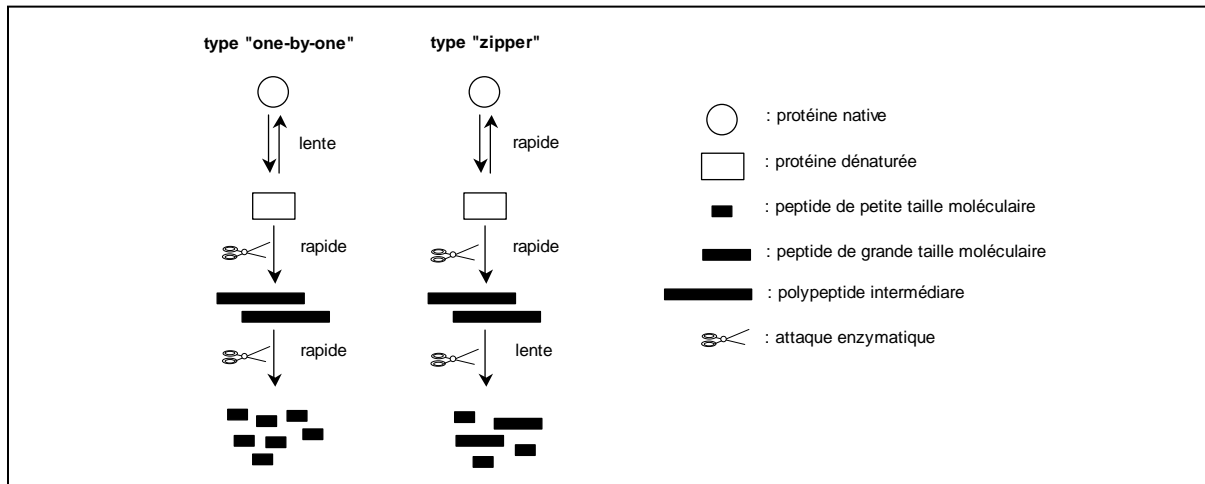 type "one-by-one"
type "zipper"
lente
rapide
rapide
rapide
rapide
lente
: protéine native
: protéine dénaturée
: peptide de petite taille moléculaire
: peptide de grande taille moléculaire
: polypeptide intermédiare
: attaque enzymatique